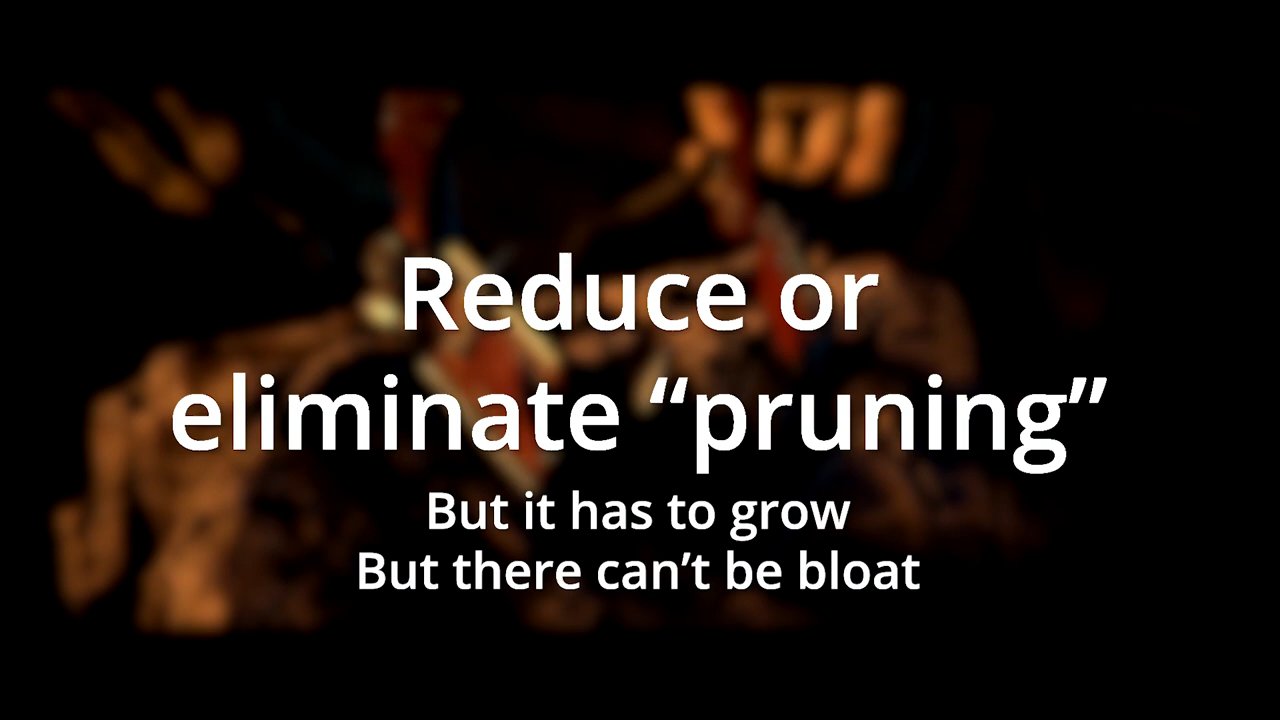 Reduce or
eliminate “pruning”
But it has to grow
But there can’t be bloat